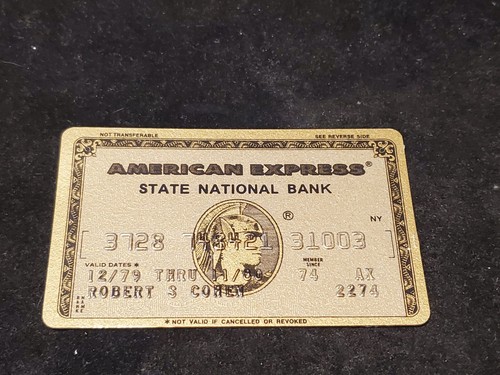 NOT TRANSFERABLE
SEE REVERSE SIDE
AMERICAN EXPRESS®
STATE NATIONAL BANK
®
NY
3728 31003
VALID DATES *
MEMBER
SINCE
12/79 THRU 74 AX
ROBERT S COHEN 2274
* NOT VALID IF CANCELLED OR REVOKED